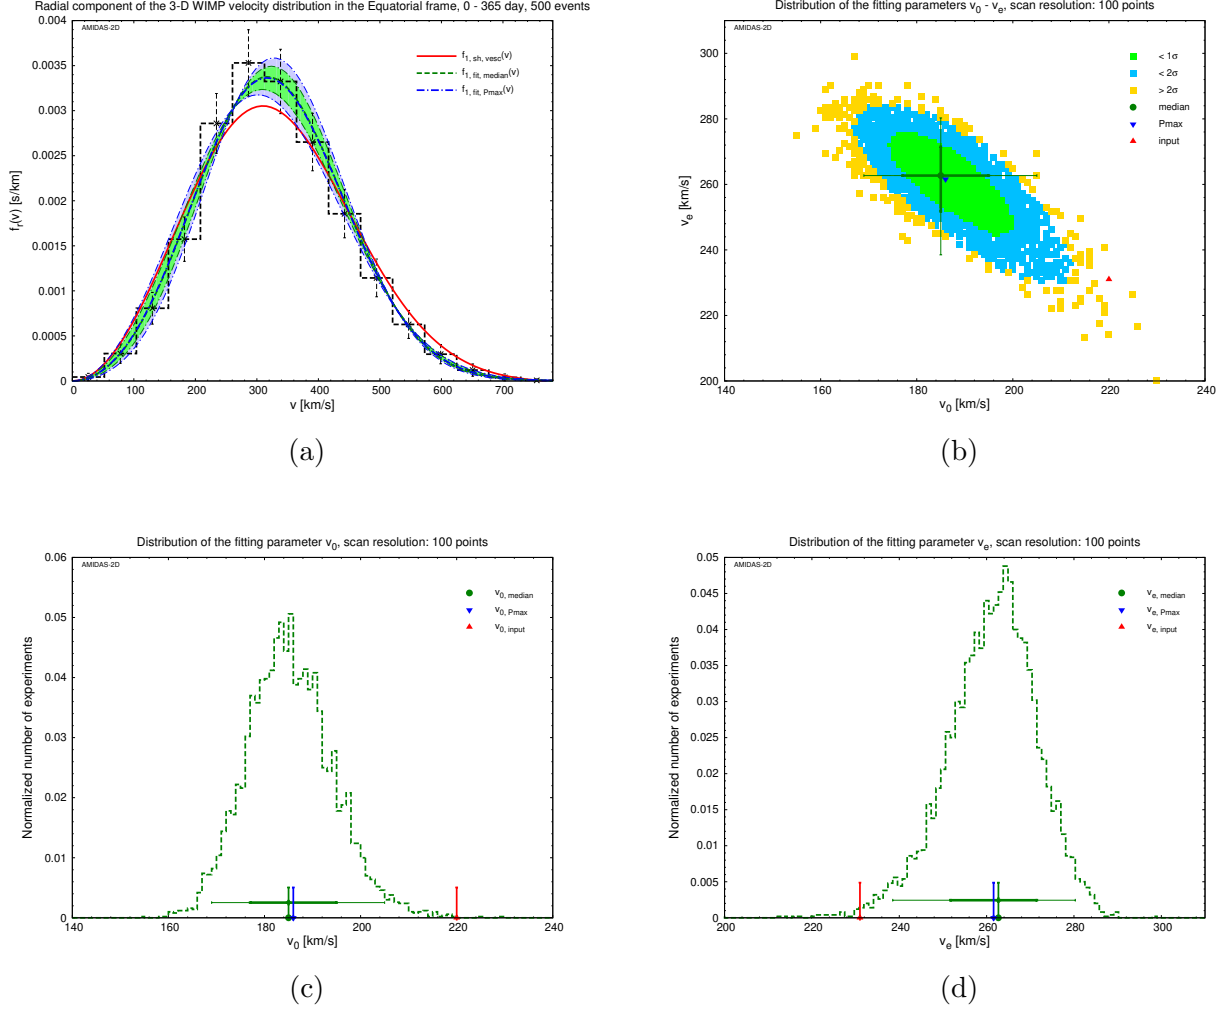 Radial component of the 3-D WIMP velocity distribution in the Equatorial frame, 0 - 365 day, 500 events
AMIDAS-2D
f1, sh, vesc(v)
f1, fit, median(v)
f1, fit, Pmax(v)
0.004
0.0035
0.003
0.0025
0.002
0.0015
0.001
0.0005
0
fr(v) [s/km]
0 100 200 300 400 500 600 700
v [km/s]
(a)
Distribution of the fitting parameters v0 - ve, scan resolution: 100 points
AMIDAS-2D
< 1σ
< 2σ
> 2σ
median
Pmax
input
300
280
260
240
220
200
ve [km/s]
140 160 180 200 220 240
v0 [km/s]
(b)
Distribution of the fitting parameter v0, scan resolution: 100 points
AMIDAS-2D
v0, median
v0, Pmax
v0, input
0.06
0.05
0.04
0.03
0.02
0.01
0
Normalized number of experiments
140 160 180 200 220 240
v0 [km/s]
(c)
Distribution of the fitting parameter ve, scan resolution: 100 points
AMIDAS-2D
ve, median
ve, Pmax
ve, input
0.05
0.045
0.04
0.035
0.03
0.025
0.02
0.015
0.01
0.005
0
Normalized number of experiments
200 220 240 260 280 300
ve [km/s]
(d)